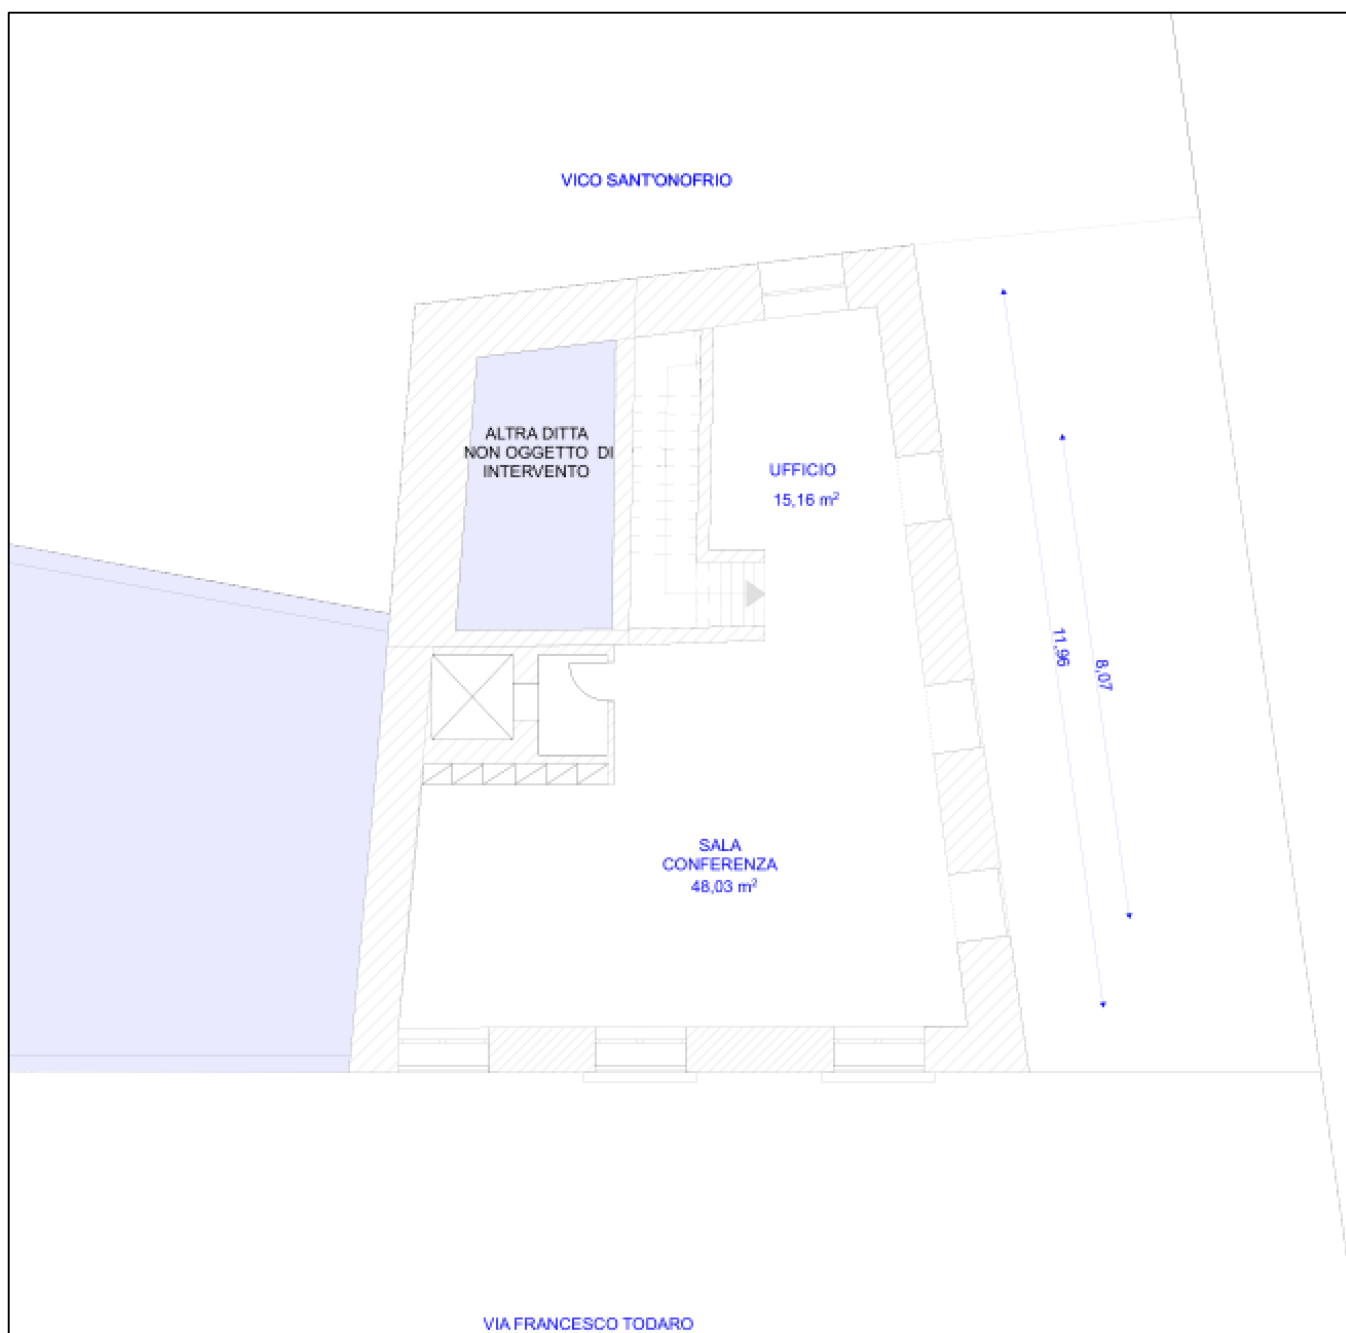 VICO SANT'ONOFRIO
ALTRA DITTA
NON OGGETTO DI
INTERVENTO
UFFICIO
15,16 m²
11,96
8,07
SALA
CONFERENZA
48,03 m²
VIA FRANCESCO TODARO